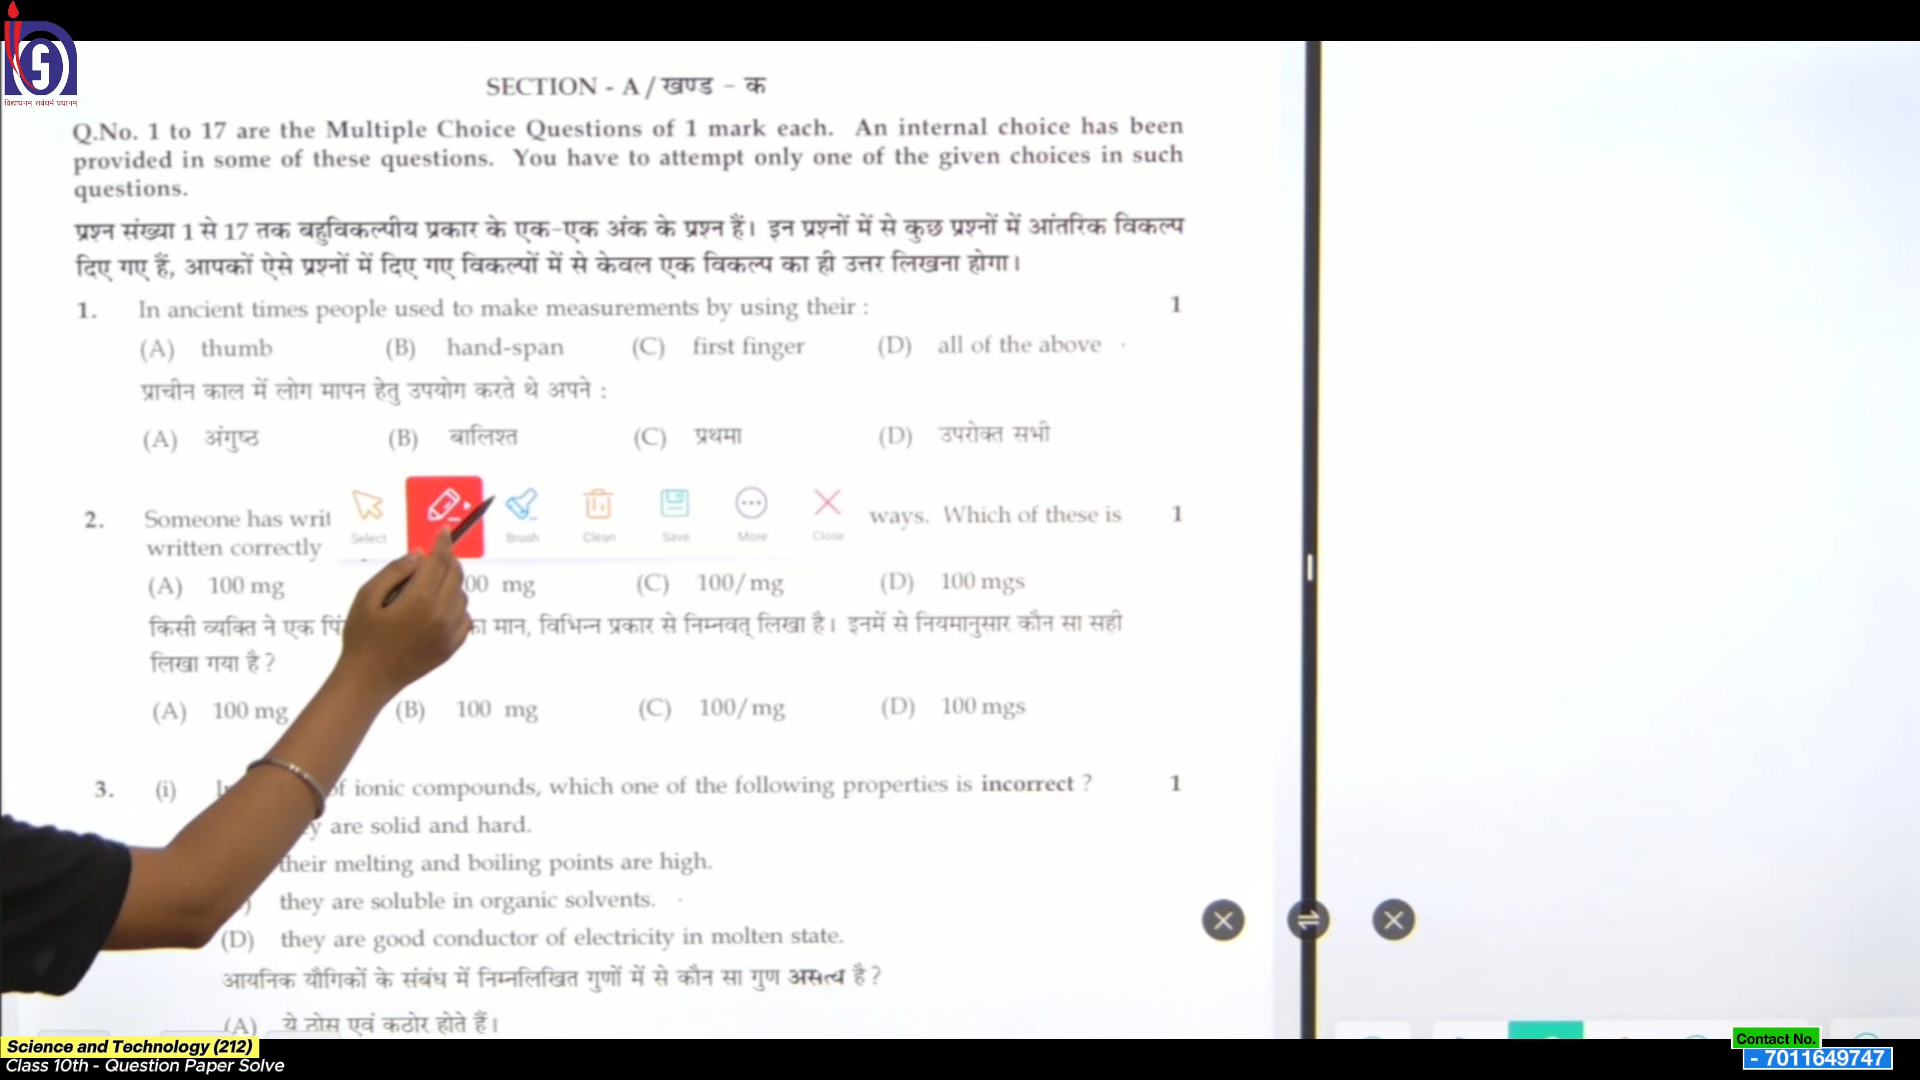 SECTION - A / खण्ड - क
Q.No. 1 to 17 are the Multiple Choice Questions of 1 mark each. An internal choice has been
provided in some of these questions. You have to attempt only one of the given choices in such
questions.
प्रश्न संख्या 1 से 17 तक बहुविकल्पीय प्रकार के एक-एक अंक के प्रश्न हैं। इन प्रश्नों में से कुछ प्रश्नों में आंतरिक विकल्प
दिए गए हैं, आपकों ऐसे प्रश्नों में दिए गए विकल्पों में से केवल एक विकल्प का ही उत्तर लिखना होगा।
1. In ancient times people used to make measurements by using their : 1
(A) thumb (B) hand-span (C) first finger (D) all of the above
प्राचीन काल में लोग मापन हेतु उपयोग करते थे अपने :
(A) अंगुष्ठ (B) बालिश्त (C) प्रथमा (D) उपरोक्त सभी
Select Brush Clean Save More Close
2. Someone has writ ways. Which of these is 1
written correctly
(A) 100 mg 00 mg (C) 100/mg (D) 100 mgs
किसी व्यक्ति ने एक मान, विभिन्न प्रकार से निम्नवत् लिखा है। इनमें से नियमानुसार कौन सा सही
लिखा गया है?
(A) 100 mg (B) 100 mg (C) 100/mg (D) 100 mgs
3. (i) of ionic compounds, which one of the following properties is incorrect ? 1
are solid and hard.
their melting and boiling points are high.
they are soluble in organic solvents.
(D) they are good conductor of electricity in molten state.
आयनिक यौगिकों के संबंध में निम्नलिखित गुणों में से कौन सा गुण असत्य है?
(A) ये ठोस एवं कठोर होते हैं।
Science and Technology (212)
Class 10th - Question Paper Solve
Contact No.
- 7011649747